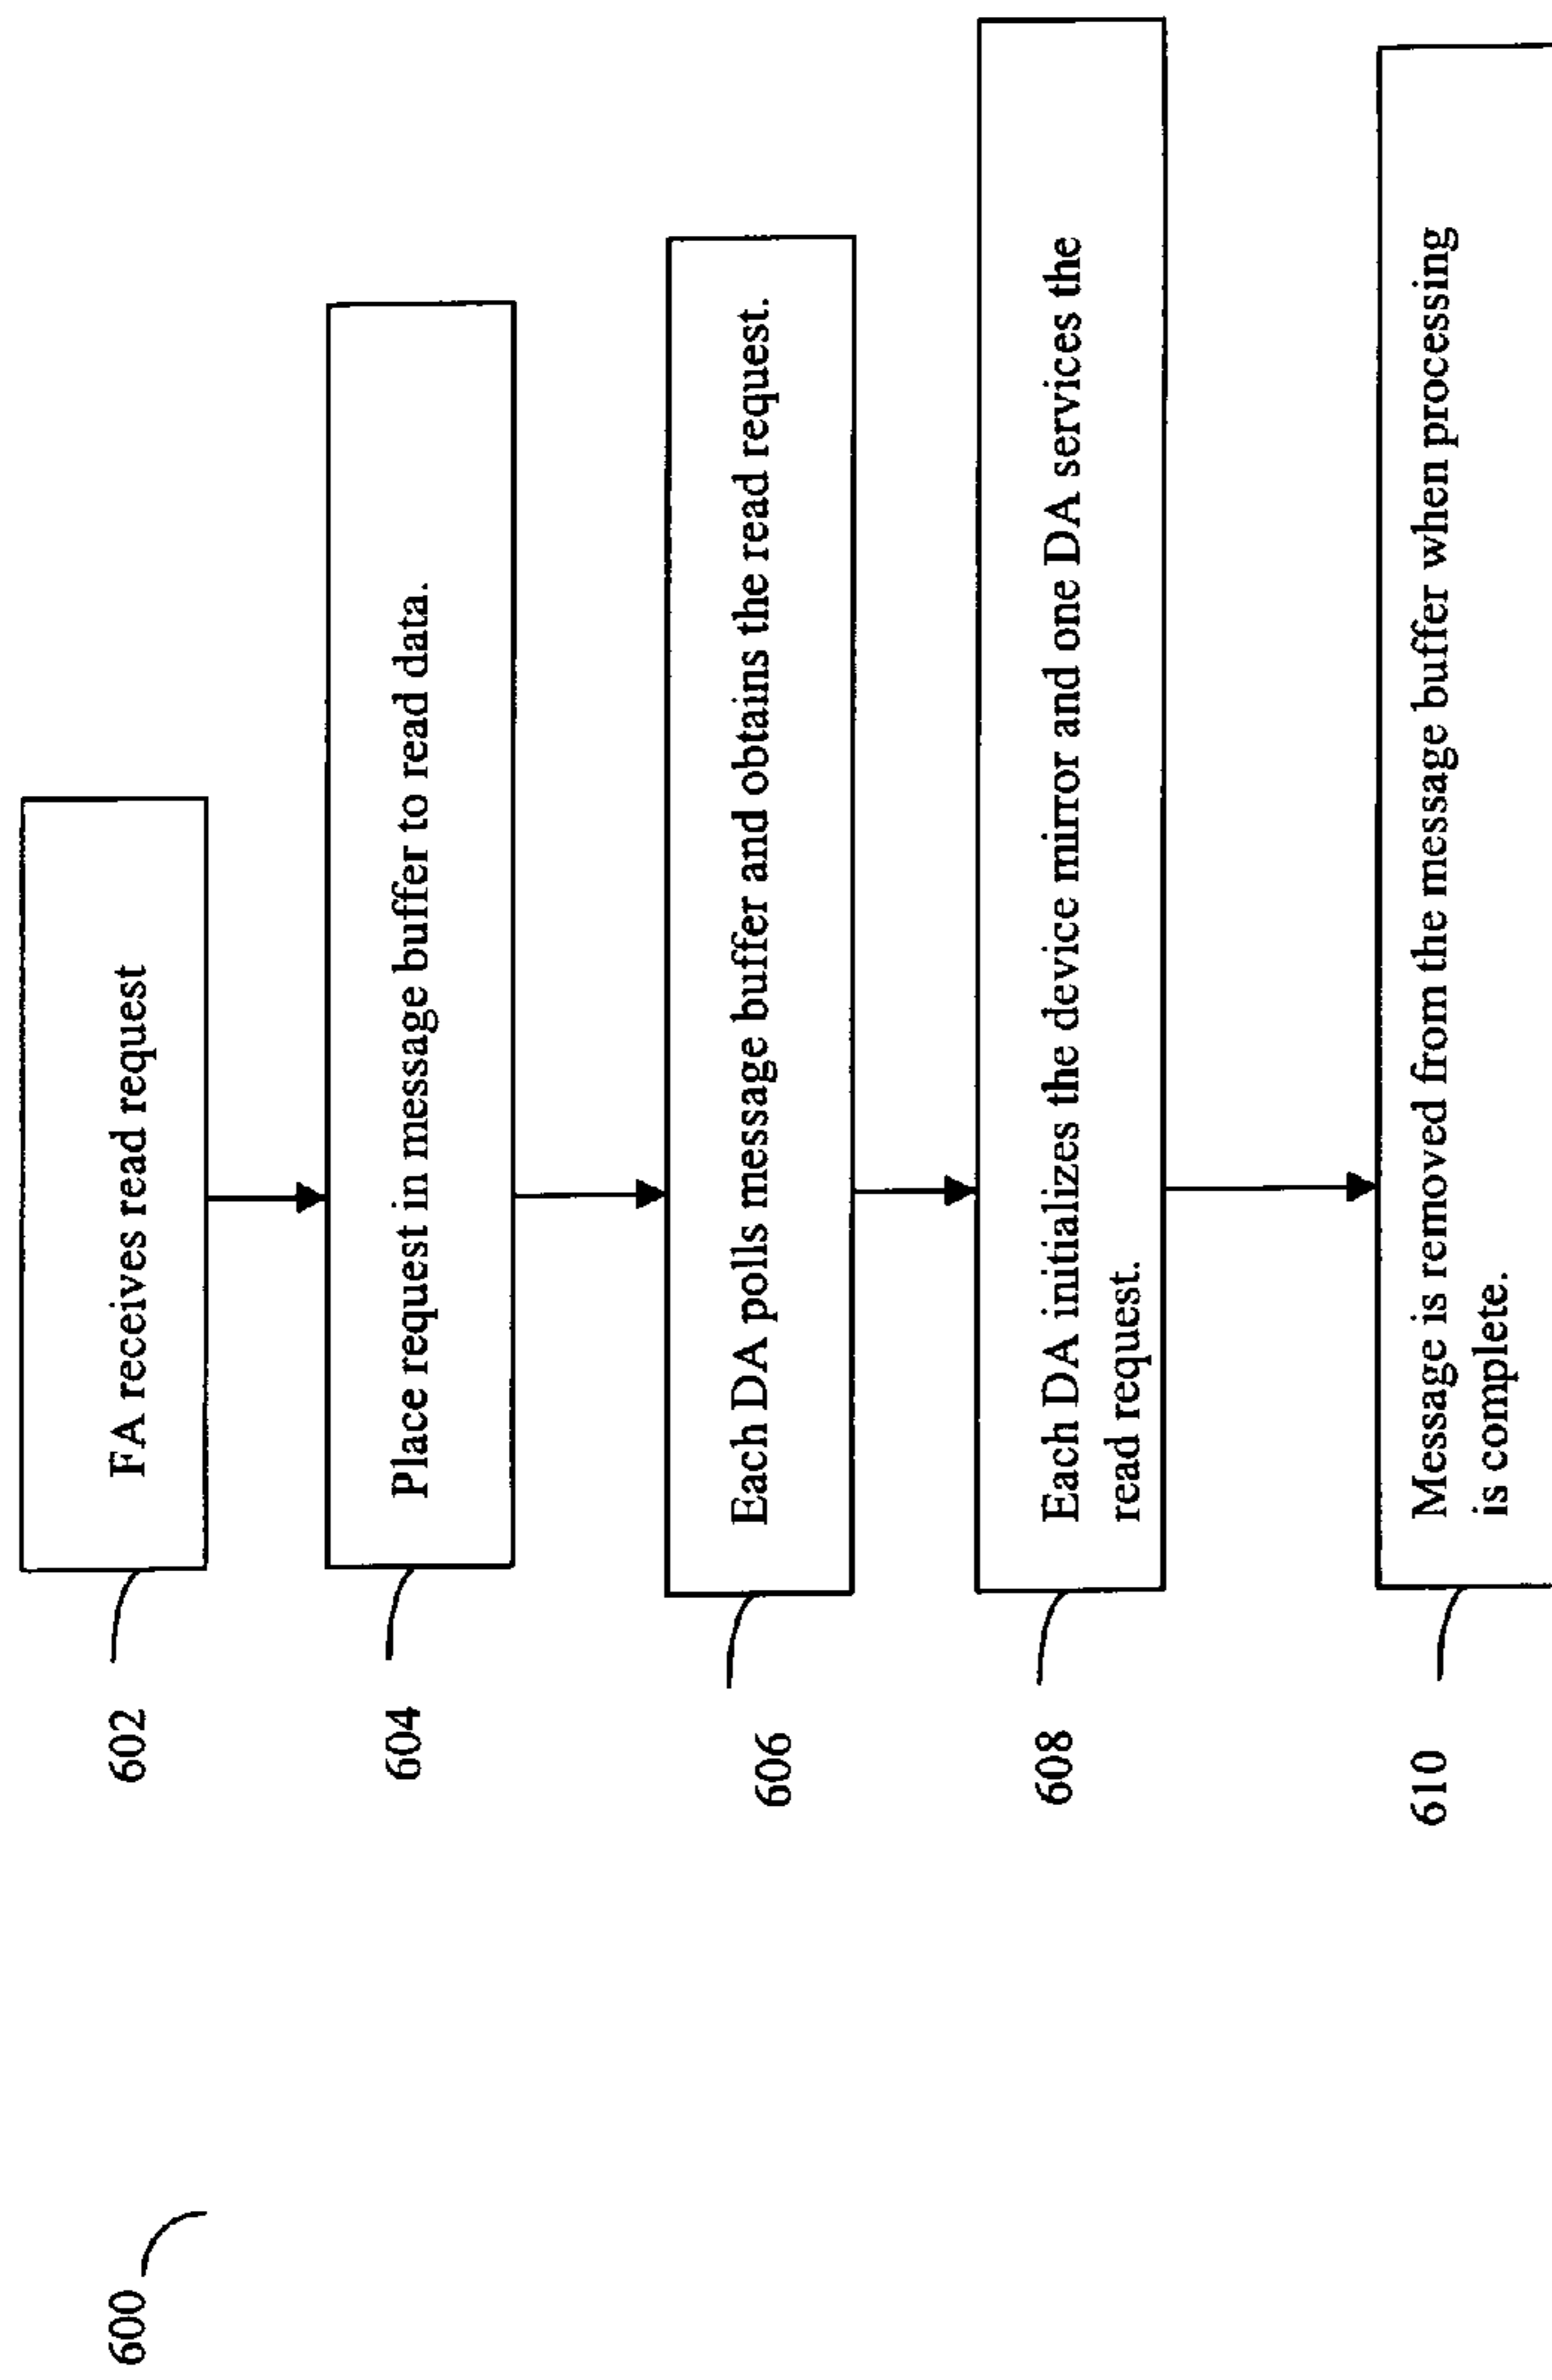 600
602
FA receives read request
604
Place request in message buffer to read data.
606
Each DA polls message buffer and obtains the read request.
608
Each DA initializes the device mirror and one DA services the
read request.
610
Message is removed from the message buffer when processing
is complete.